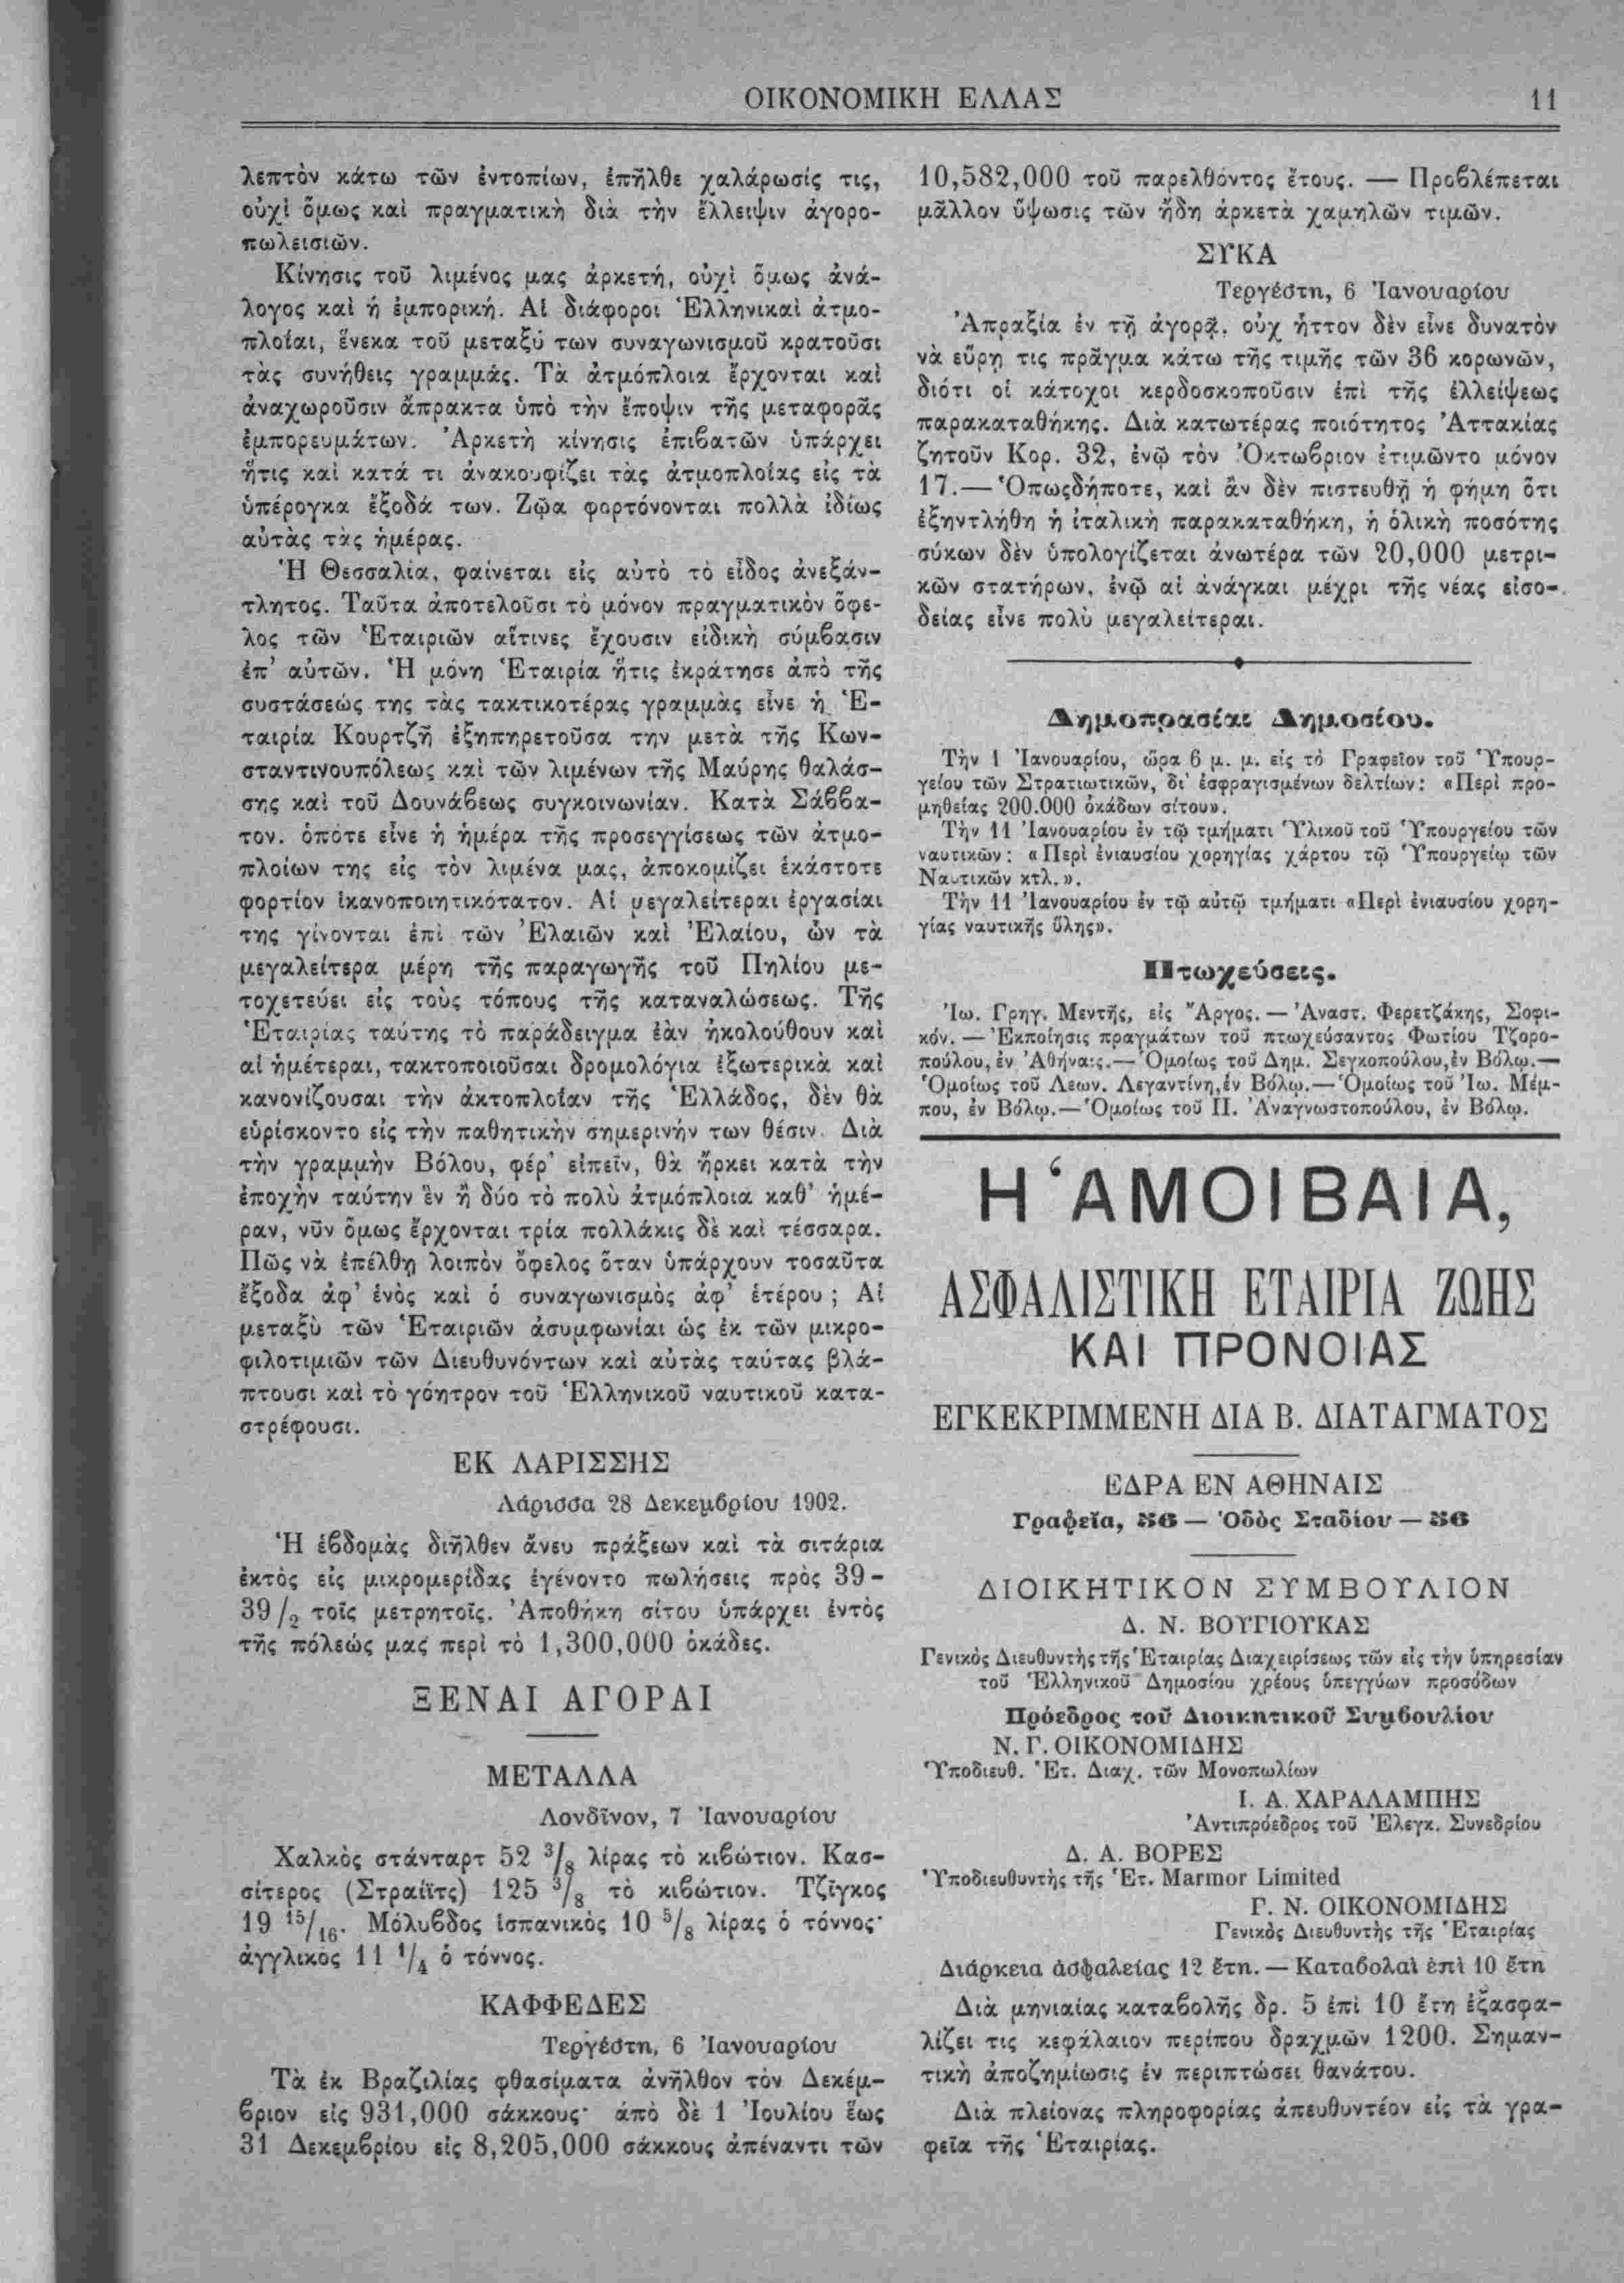 ΟΙΚΟΝΟΜΙΚΗ ΕΛΛΑΣ
11
λεπτὸν κάτω τῶν ἐντοπίων, ἐπῆλθε χαλάρωσίς τις,
οὐχὶ ὅμως καὶ πραγματικὴ διὰ τὴν ἔλλειψιν ἀγορο-
πωλεισιῶν.
Κίνησις τοῦ λιμένος μας ἀρκετή, οὐχὶ ὅμως ἀνά-
λογος καὶ ἡ ἐμπορική. Αἱ διάφοροι Ἑλληνικαὶ ἀτμο-
πλοΐαι, ἕνεκα τοῦ μεταξύ των συναγωνισμοῦ κρατοῦσι
τὰς συνήθεις γραμμάς. Τὰ ἀτμόπλοια ἔρχονται καὶ
ἀναχωροῦσιν ἄπρακτα ὑπὸ τὴν ἔποψιν τῆς μεταφορᾶς
ἐμπορευμάτων. Ἀρκετὴ κίνησις ἐπιβατῶν ὑπάρχει
ἥτις καὶ κατά τι ἀνακουφίζει τὰς ἀτμοπλοΐας εἰς τὰ
ὑπέρογκα ἔξοδά των. Ζῷα φορτόνονται πολλὰ ἰδίως
αὐτὰς τὰς ἡμέρας.
Ἡ Θεσσαλία, φαίνεται εἰς αὐτὸ τὸ εἶδος ἀνεξάν-
τλητος. Ταῦτα ἀποτελοῦσι τὸ μόνον πραγματικὸν ὄφε-
λος τῶν Ἑταιριῶν αἵτινες ἔχουσιν εἰδικὴ σύμβασιν
ἐπ' αὐτῶν. Ἡ μόνη Ἑταιρία ἥτις ἐκράτησε ἀπὸ τῆς
συστάσεώς της τὰς τακτικοτέρας γραμμὰς εἶνε ἡ Ἑ-
ταιρία Κουρτζῆ ἐξηπηρετοῦσα την μετὰ τῆς Κων-
σταντινουπόλεως καὶ τῶν λιμένων τῆς Μαύρης θαλάσ-
σης καὶ τοῦ Δουνάβεως συγκοινωνίαν. Κατὰ Σάββα-
τον. ὁπότε εἶνε ἡ ἡμέρα τῆς προσεγγίσεως τῶν ἀτμο-
πλοίων της εἰς τὸν λιμένα μας, ἀποκομίζει ἑκάστοτε
φορτίον ἱκανοποιητικότατον. Αἱ μεγαλείτεραι ἐργασίαι
της γίνονται ἐπὶ τῶν Ἐλαιῶν καὶ Ἐλαίου, ὧν τὰ
μεγαλείτερα μέρη τῆς παραγωγῆς τοῦ Πηλίου με-
τοχετεύει εἰς τοὺς τόπους τῆς καταναλώσεως. Τῆς
Ἑταιρίας ταύτης τὸ παράδειγμα ἐὰν ἠκολούθουν καὶ
αἱ ἡμέτεραι, τακτοποιοῦσαι δρομολόγια ἐξωτερικὰ καὶ
κανονίζουσαι τὴν ἀκτοπλοΐαν τῆς Ἑλλάδος, δὲν θὰ
εὑρίσκοντο εἰς τὴν παθητικὴν σημερινήν των θέσιν. Διὰ
τὴν γραμμὴν Βόλου, φέρ' εἰπεῖν, θὰ ἤρκει κατὰ τὴν
ἐποχὴν ταύτην ἓν ἢ δύο τὸ πολὺ ἀτμόπλοια καθ' ἡμέ-
ραν, νῦν ὅμως ἔρχονται τρία πολλάκις δὲ καὶ τέσσαρα.
Πῶς νὰ ἐπέλθῃ λοιπὸν ὄφελος ὅταν ὑπάρχουν τοσαῦτα
ἔξοδα ἀφ' ἑνὸς καὶ ὁ συναγωνισμὸς ἀφ' ἑτέρου ; Αἱ
μεταξὺ τῶν Ἑταιριῶν ἀσυμφωνίαι ὡς ἐκ τῶν μικρο-
φιλοτιμιῶν τῶν Διευθυνόντων καὶ αὐτὰς ταύτας βλά-
πτουσι καὶ τὸ γόητρον τοῦ Ἑλληνικοῦ ναυτικοῦ κατα-
στρέφουσι.
ΕΚ ΛΑΡΙΣΣΗΣ
Λάρισσα 28 Δεκεμβρίου 1902.
Ἡ ἑβδομὰς διῆλθεν ἄνευ πράξεων καὶ τὰ σιτάρια
ἐκτὸς εἰς μικρομερίδας ἐγένοντο πωλήσεις πρὸς 39 -
39 /2 τοῖς μετρητοῖς. Ἀποθήκη σίτου ὑπάρχει ἐντὸς
τῆς πόλεώς μας περὶ τὸ 1,300,000 ὀκάδες.
ΞΕΝΑΙ ΑΓΟΡΑΙ
ΜΕΤΑΛΛΑ
Λονδῖνον, 7 Ἰανουαρίου
Χαλκὸς στάνταρτ 52 3/8 λίρας τὸ κιβώτιον. Κασ-
σίτερος (Στραίϊτς) 125 3/8 τὸ κιβώτιον. Τζῖγκος
19 15/16. Μόλυβδος ἱσπανικὸς 10 5/8 λίρας ὁ τόννος·
ἀγγλικὸς 11 1/4 ὁ τόννος.
ΚΑΦΦΕΔΕΣ
Τεργέστη, 6 Ἰανουαρίου
Τὰ ἐκ Βραζιλίας φθασίματα ἀνῆλθον τὸν Δεκέμ-
βριον εἰς 931,000 σάκκους· ἀπὸ δὲ 1 Ἰουλίου ἕως
31 Δεκεμβρίου εἰς 8,205,000 σάκκους ἀπέναντι τῶν
10,582,000 τοῦ παρελθόντος ἔτους. — Προβλέπεται
μᾶλλον ὕψωσις τῶν ἤδη ἀρκετὰ χαμηλῶν τιμῶν.
ΣΥΚΑ
Τεργέστη, 6 Ἰανουαρίου
Ἀπραξία ἐν τῇ ἀγορᾷ, οὐχ ἧττον δὲν εἶνε δυνατὸν
νὰ εὕρῃ τις πρᾶγμα κάτω τῆς τιμῆς τῶν 36 κορωνῶν,
διότι οἱ κάτοχοι κερδοσκοποῦσιν ἐπὶ τῆς ἐλλείψεως
παρακαταθήκης. Διὰ κατωτέρας ποιότητος Ἀττακίας
ζητοῦν Κορ. 32, ἐνῷ τὸν Ὀκτώβριον ἐτιμῶντο μόνον
17.— Ὁπωςδήποτε, καὶ ἂν δὲν πιστευθῇ ἡ φήμη ὅτι
ἐξηντλήθη ἡ ἰταλικὴ παρακαταθήκη, ἡ ὁλικὴ ποσότης
σύκων δὲν ὑπολογίζεται ἀνωτέρα τῶν 20,000 μετρι-
κῶν στατήρων, ἐνῷ αἱ ἀνάγκαι μέχρι τῆς νέας εἰσο-
δείας εἶνε πολὺ μεγαλείτεραι.
Δημοπρασίαι Δημοσίου.
Τὴν 1 Ἰανουαρίου, ὥρα 6 μ. μ. εἰς τὸ Γραφεῖον τοῦ Ὑπουρ-
γείου τῶν Στρατιωτικῶν, δι' ἐσφραγισμένων δελτίων: «Περὶ προ-
μηθείας 200.000 ὀκάδων σίτου».
Τὴν 11 Ἰανουαρίου ἐν τῷ τμήματι Ὑλικοῦ τοῦ Ὑπουργείου τῶν
ναυτικῶν: «Περὶ ἐνιαυσίου χορηγίας χάρτου τῷ Ὑπουργείῳ τῶν
Ναυτικῶν κτλ.».
Τὴν 11 Ἰανουαρίου ἐν τῷ αὐτῷ τμήματι «Περὶ ἐνιαυσίου χορη-
γίας ναυτικῆς ὕλης».
Πτωχεύσεις.
Ἰω. Γρηγ. Μεντῆς, εἰς Ἄργος. — Ἀναστ. Φερετζάκης, Σοφι-
κόν. — Ἐκποίησις πραγμάτων τοῦ πτωχεύσαντος Φωτίου Τζορο-
πούλου, ἐν Ἀθήναις.— Ὁμοίως τοῦ Δημ. Σεγκοπούλου, ἐν Βόλῳ.—
Ὁμοίως τοῦ Λεων. Λεγαντίνη, ἐν Βόλῳ.— Ὁμοίως τοῦ Ἰω. Μέμ-
που, ἐν Βόλῳ.— Ὁμοίως τοῦ Π. Ἀναγνωστοπούλου, ἐν Βόλῳ.
Η ἉΜΟΙΒΑΙΑ,
ΑΣΦΑΛΙΣΤΙΚΗ ΕΤΑΙΡΙΑ ΖΩΗΣ
ΚΑΙ ΠΡΟΝΟΙΑΣ
ΕΓΚΕΚΡΙΜΜΕΝΗ ΔΙΑ Β. ΔΙΑΤΑΓΜΑΤΟΣ
ΕΔΡΑ ΕΝ ΑΘΗΝΑΙΣ
Γραφεῖα, 56 — Ὁδὸς Σταδίου — 56
ΔΙΟΙΚΗΤΙΚΟΝ ΣΥΜΒΟΥΛΙΟΝ
Δ. Ν. ΒΟΥΓΙΟΥΚΑΣ
Γενικὸς Διευθυντὴς τῆς Ἑταιρίας Διαχειρίσεως τῶν εἰς τὴν ὑπηρεσίαν
τοῦ Ἑλληνικοῦ Δημοσίου χρέους ὑπεγγύων προσόδων
Πρόεδρος τοῦ Διοικητικοῦ Συμβουλίου
Ν. Γ. ΟΙΚΟΝΟΜΙΔΗΣ
Ὑποδιευθ. Ἑτ. Διαχ. τῶν Μονοπωλίων
Ι. Α. ΧΑΡΑΛΑΜΠΗΣ
Ἀντιπρόεδρος τοῦ Ἐλεγκ. Συνεδρίου
Δ. Α. ΒΟΡΕΣ
Ὑποδιευθυντὴς τῆς Ἑτ. Marmor Limited
Γ. Ν. ΟΙΚΟΝΟΜΙΔΗΣ
Γενικὸς Διευθυντὴς τῆς Ἑταιρίας
Διάρκεια ἀσφαλείας 12 ἔτη. — Καταβολαὶ ἐπὶ 10 ἔτη
Διὰ μηνιαίας καταβολῆς δρ. 5 ἐπὶ 10 ἔτη ἐξασφα-
λίζει τις κεφάλαιον περίπου δραχμῶν 1200. Σημαν-
τικὴ ἀποζημίωσις ἐν περιπτώσει θανάτου.
Διὰ πλείονας πληροφορίας ἀπευθυντέον εἰς τὰ γρα-
φεῖα τῆς Ἑταιρίας.